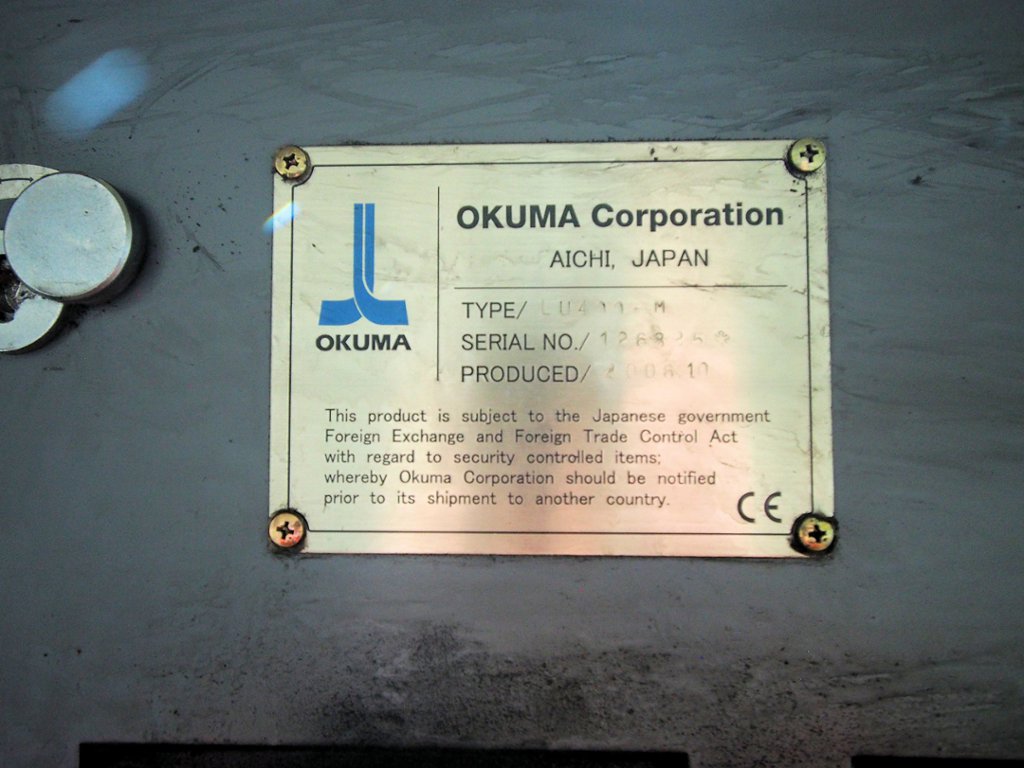 OKUMA
OKUMA Corporation
AICHI, JAPAN
TYPE/
SERIAL NO./
PRODUCED/
This product is subject to the Japanese government
Foreign Exchange and Foreign Trade Control Act
with regard to security controlled items;
whereby Okuma Corporation should be notified
prior to its shipment to another country.
CE